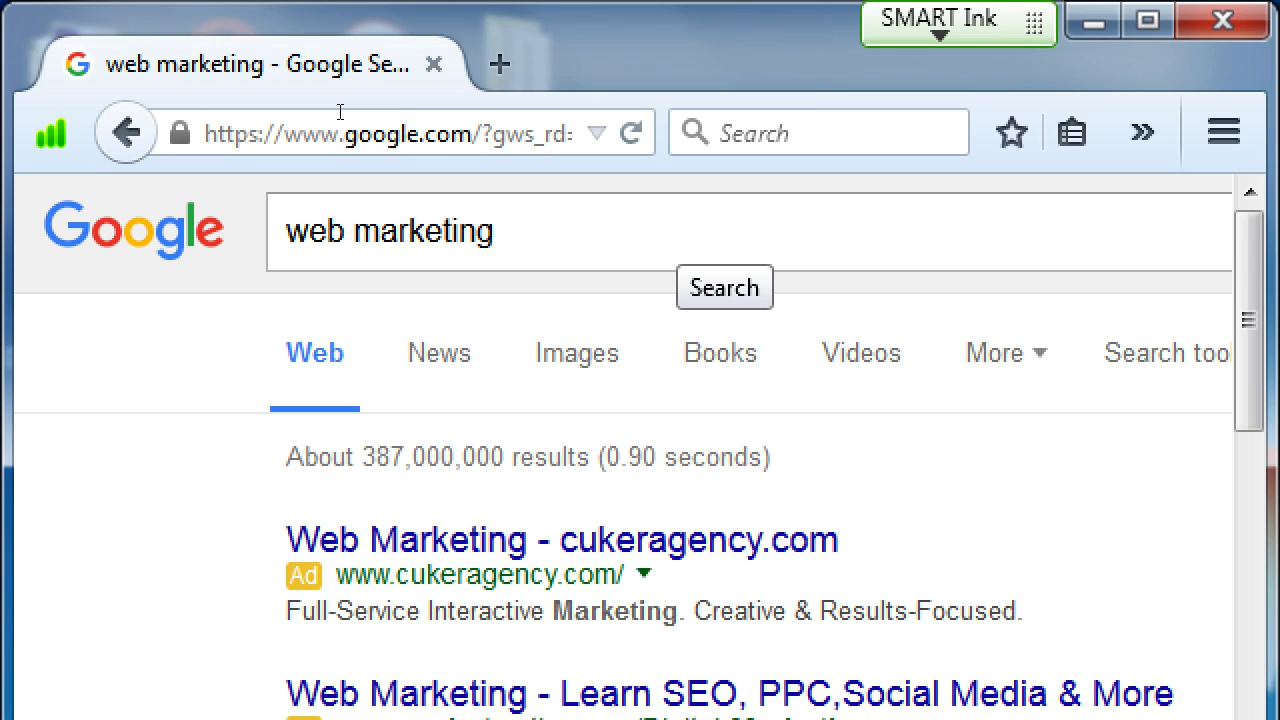 SMART Ink
web marketing - Google Se...
https://www.google.com/?gws_rd=
Search
Google
web marketing
Search
Web News Images Books Videos More Search too
About 387,000,000 results (0.90 seconds)
Web Marketing - cukeragency.com
Ad www.cukeragency.com/
Full-Service Interactive Marketing. Creative & Results-Focused.
Web Marketing - Learn SEO, PPC,Social Media & More